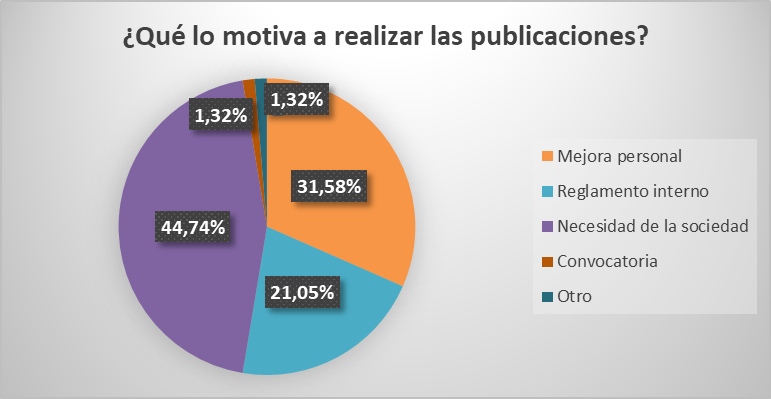 ¿Qué lo motiva a realizar las publicaciones?
1,32%
1,32%
31,58%
44,74%
21,05%
Mejora personal
Reglamento interno
Necesidad de la sociedad
Convocatoria
Otro